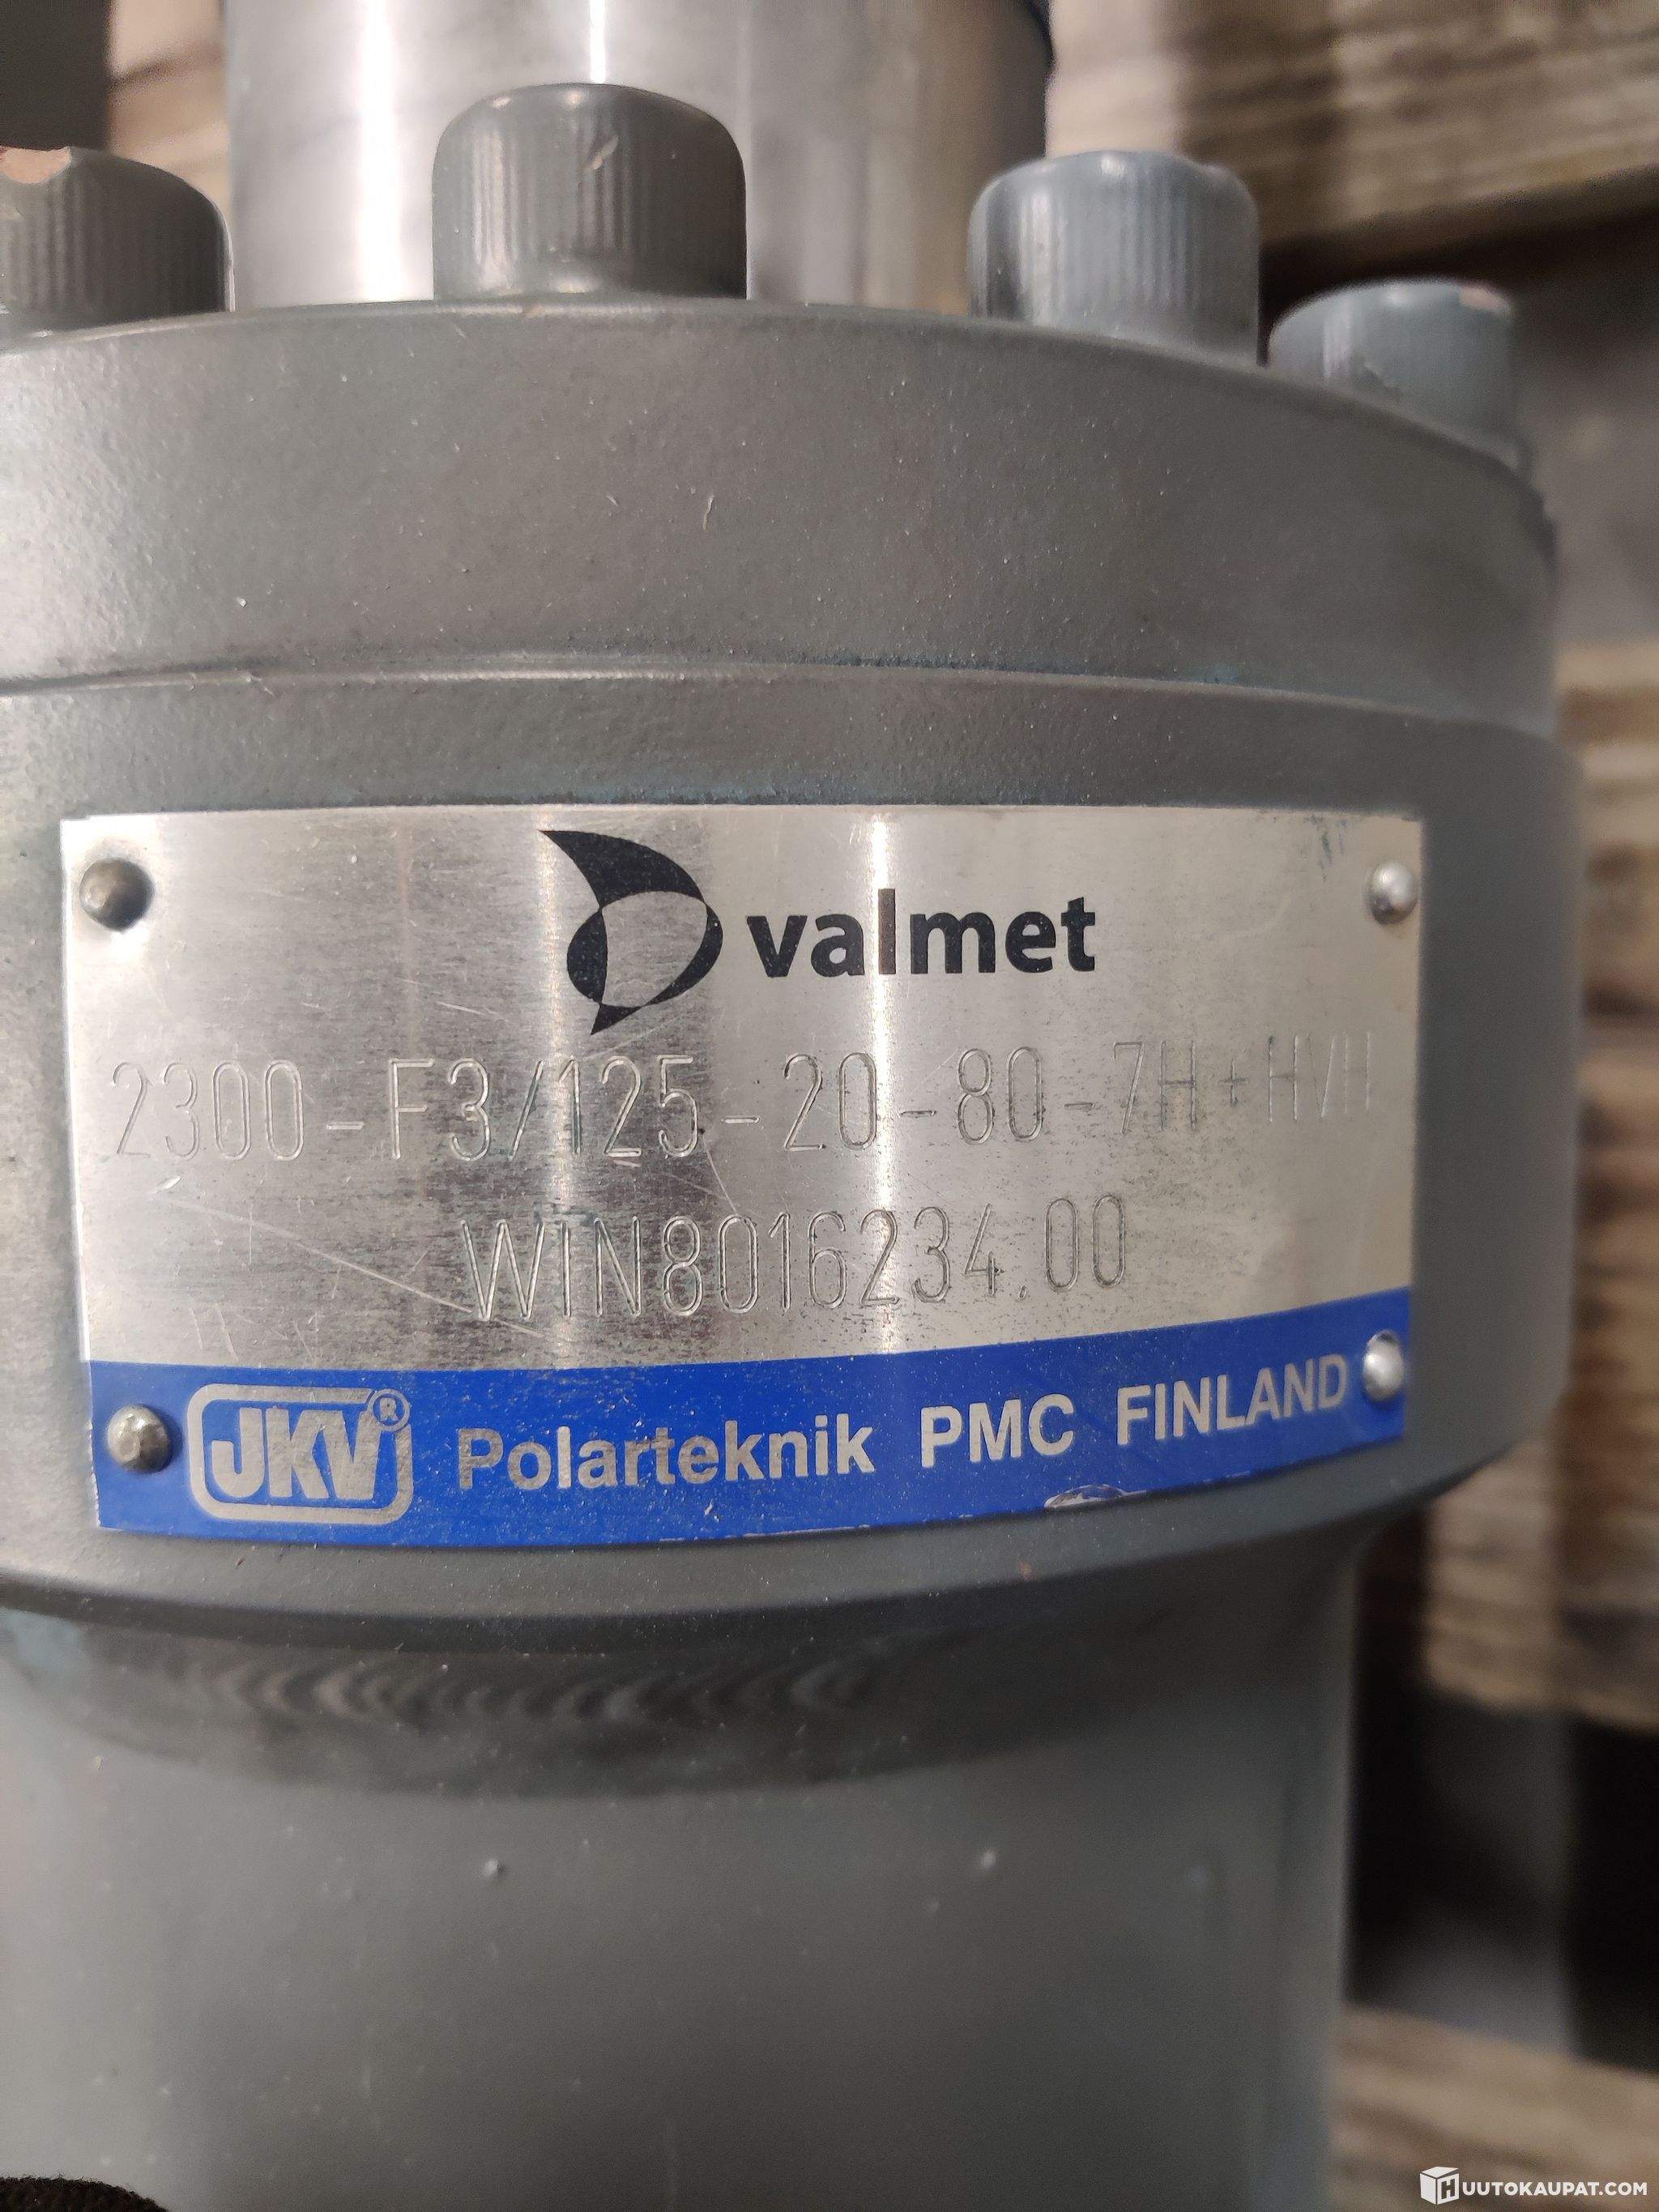 valmet
2300-F3/125-20-80-7H+HVH
WIN8016234.00
JKV® Polarteknik PMC FINLAND
HUUTOKAUPAT.COM